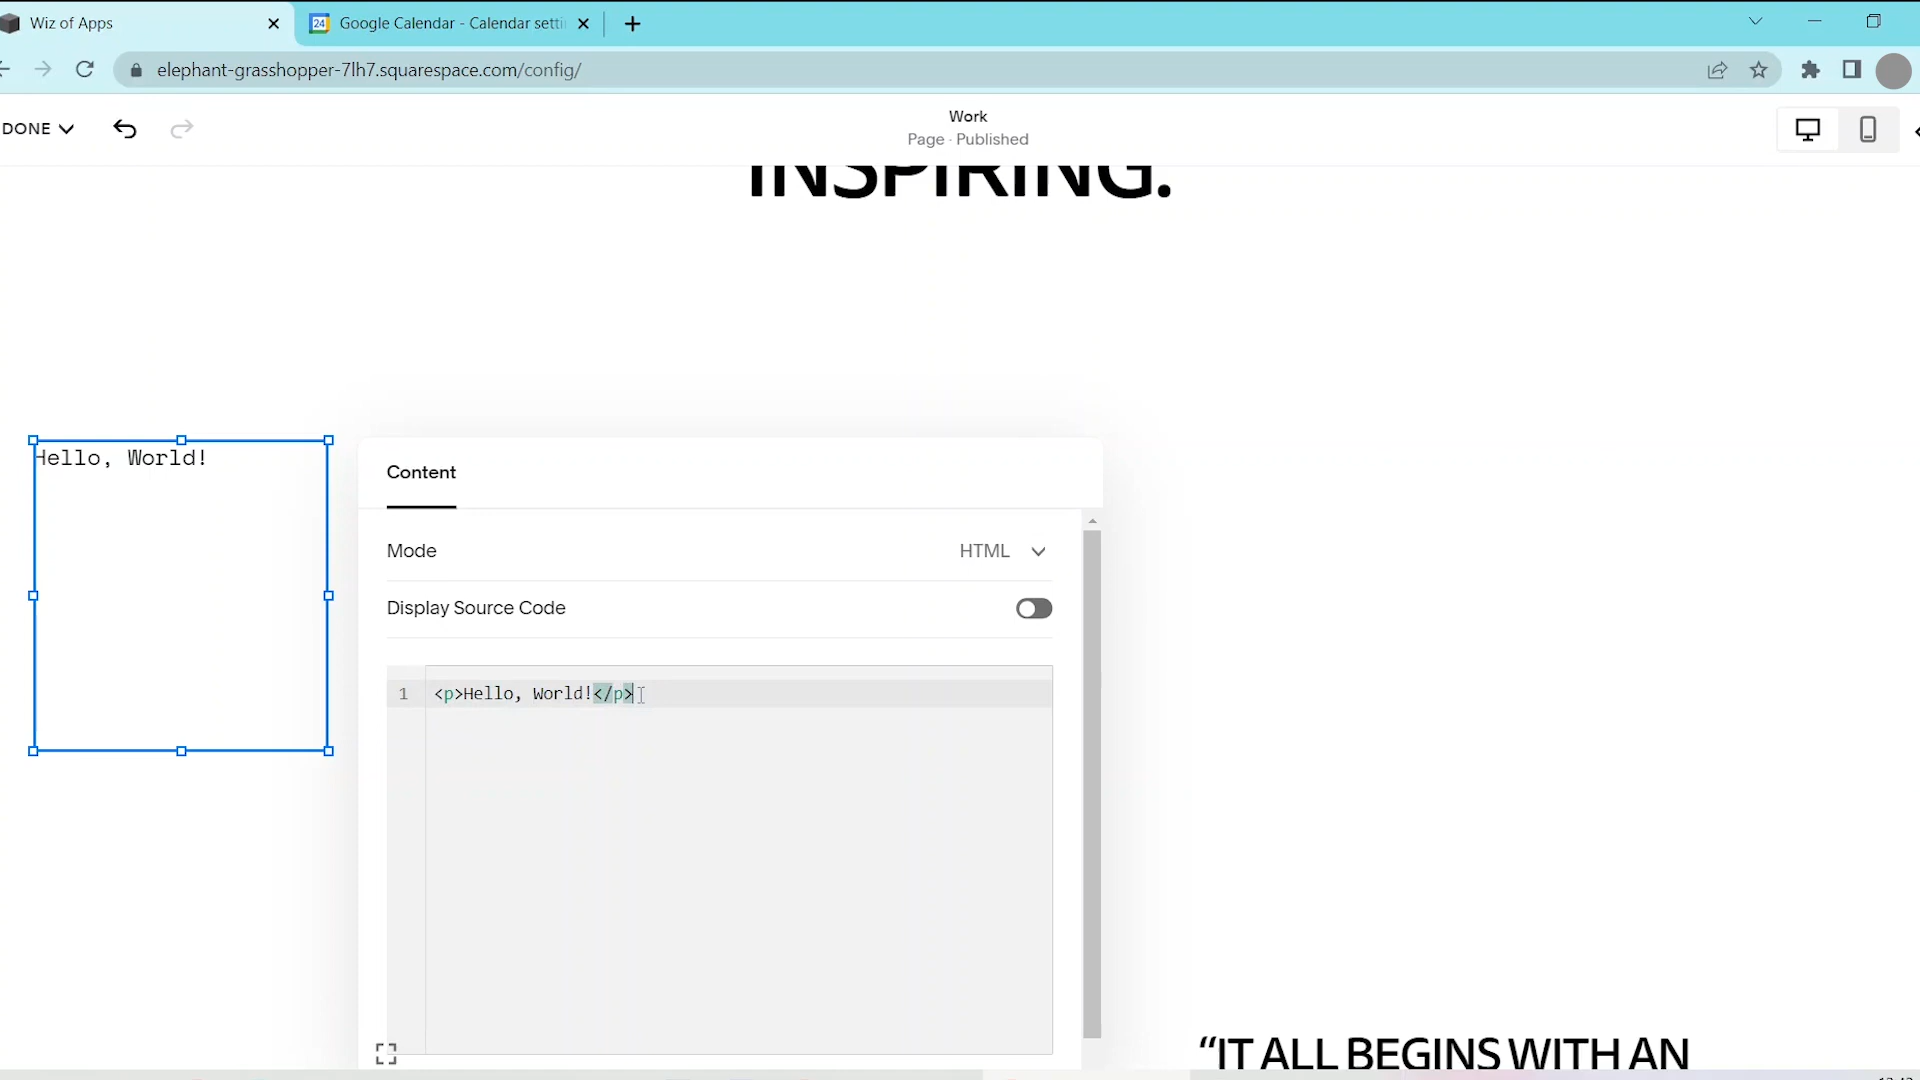 Wiz of Apps
24 Google Calendar - Calendar setti
elephant-grasshopper-7lh7.squarespace.com/config/
DONE
Work
Page · Published
INSPIRING.
Hello, World!
Content
Mode HTML
Display Source Code
1 <p>Hello, World!</p>
“IT ALL BEGINS WITH AN